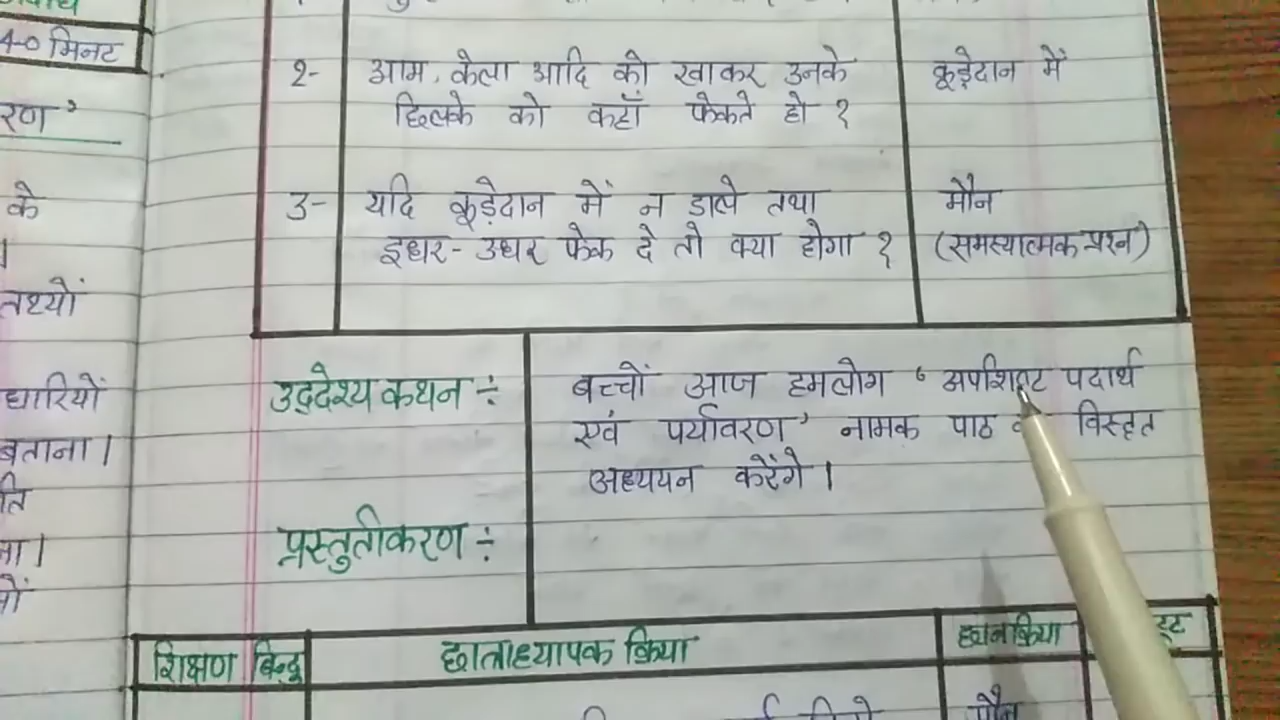 40 मिनट
रण'
के
तथ्यों
धारियों
बताना।
ति
2- आम, केला आदि को खाकर उनके कूड़ेदान में
छिलके को कहाँ फेकते हो ?
3- यदि कूड़ेदान में न डाले तथा मौन
इधर-उधर फेक दे तो क्या होगा ? (समस्यात्मक प्रश्न)
उद्देश्य कथन ÷ बच्चों आज हमलोग 'अपशिष्ट पदार्थ
एवं पर्यावरण' नामक पाठ विस्तृत
अध्ययन करेंगे।
प्रस्तुतीकरण ÷
शिक्षण बिन्दु छात्राध्यापक क्रिया छात्रक्रिया
मौन